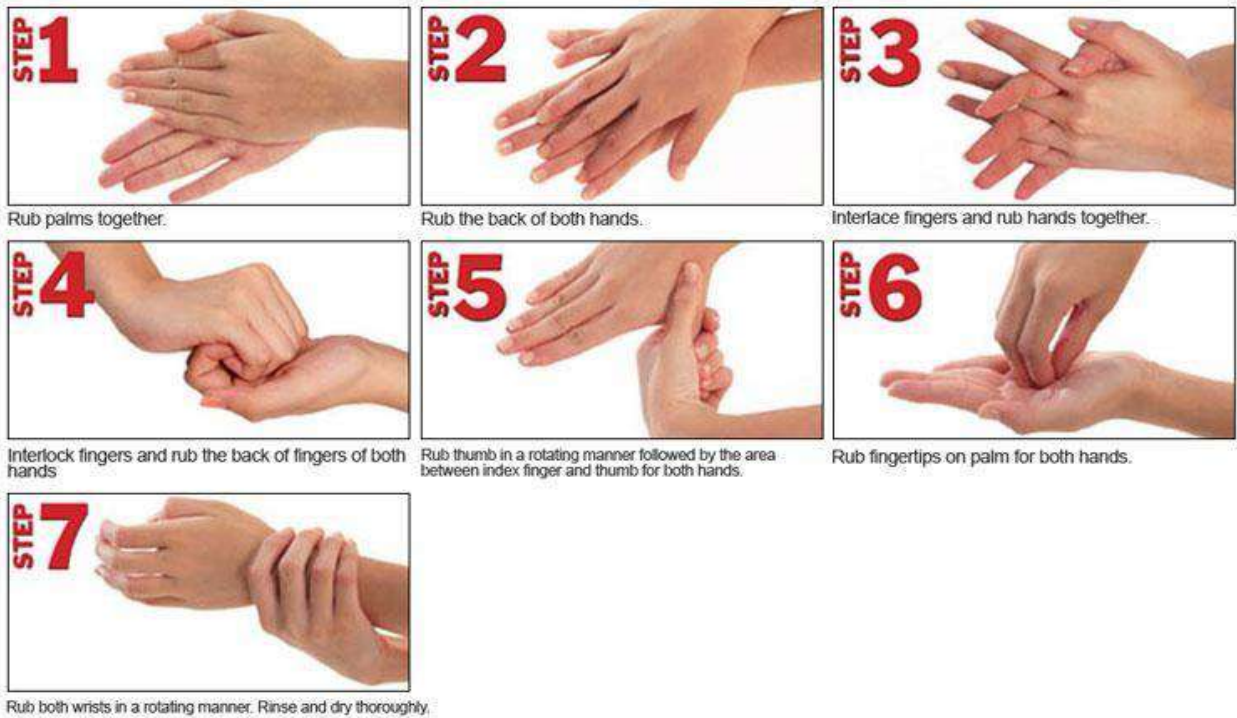 STEP 1
Rub palms together.
STEP 2
Rub the back of both hands.
STEP 3
Interlace fingers and rub hands together.
STEP 4
Interlock fingers and rub the back of fingers of both
hands
STEP 5
Rub thumb in a rotating manner followed by the area
between index finger and thumb for both hands.
STEP 6
Rub fingertips on palm for both hands.
STEP 7
Rub both wrists in a rotating manner. Rinse and dry thoroughly.